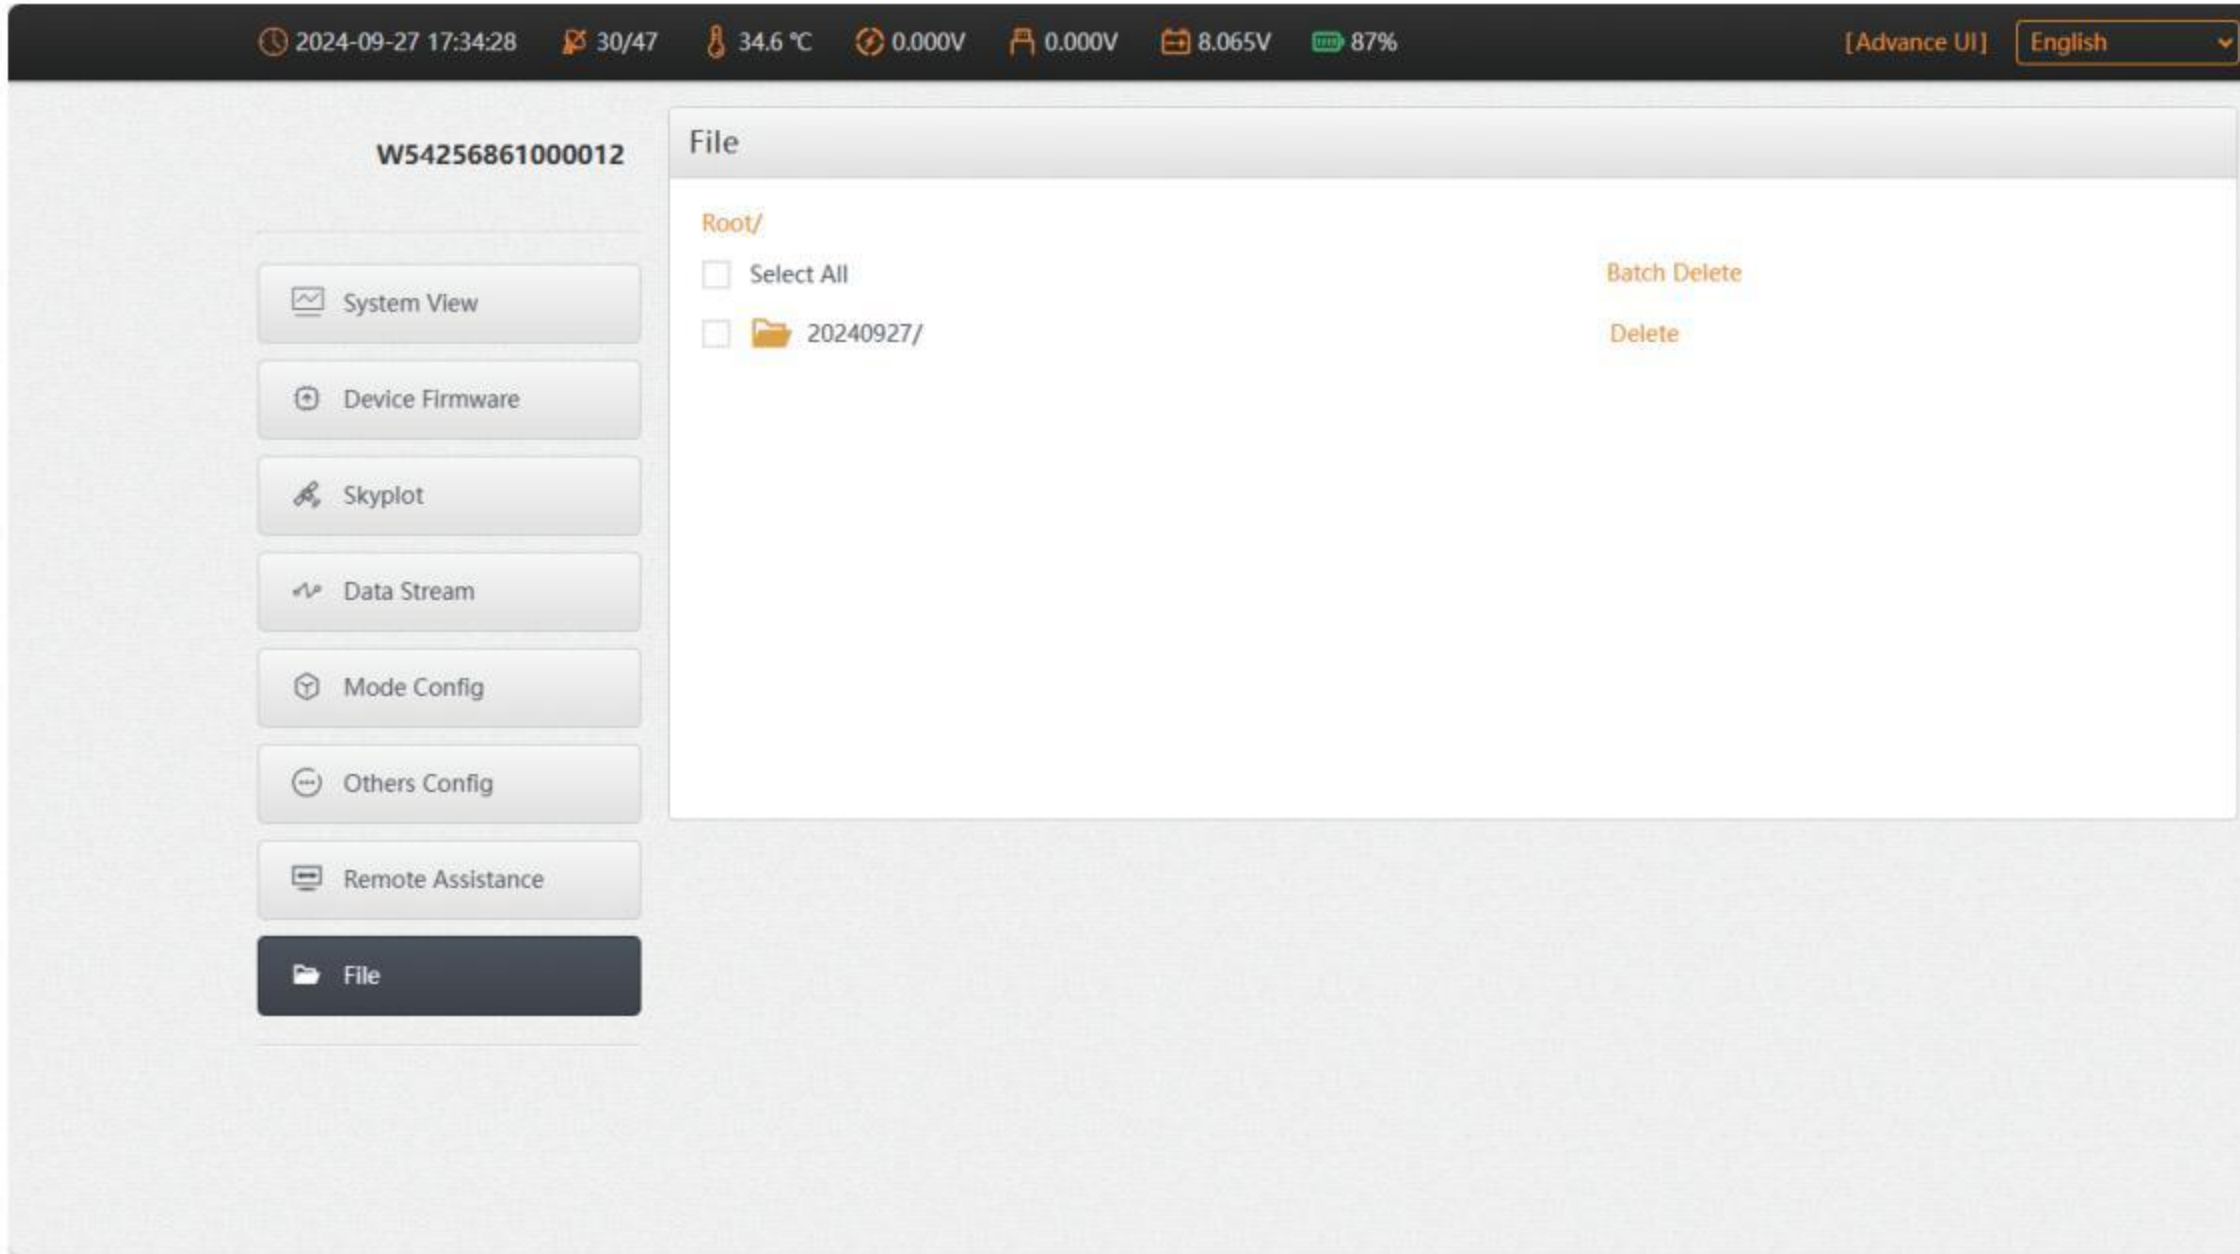 2024-09-27 17:34:28 30/47 34.6 ℃ 0.000V 0.000V 8.065V 87% [Advance UI] English
W54256861000012
System View
Device Firmware
Skyplot
Data Stream
Mode Config
Others Config
Remote Assistance
File
File
Root/
Select All Batch Delete
20240927/ Delete